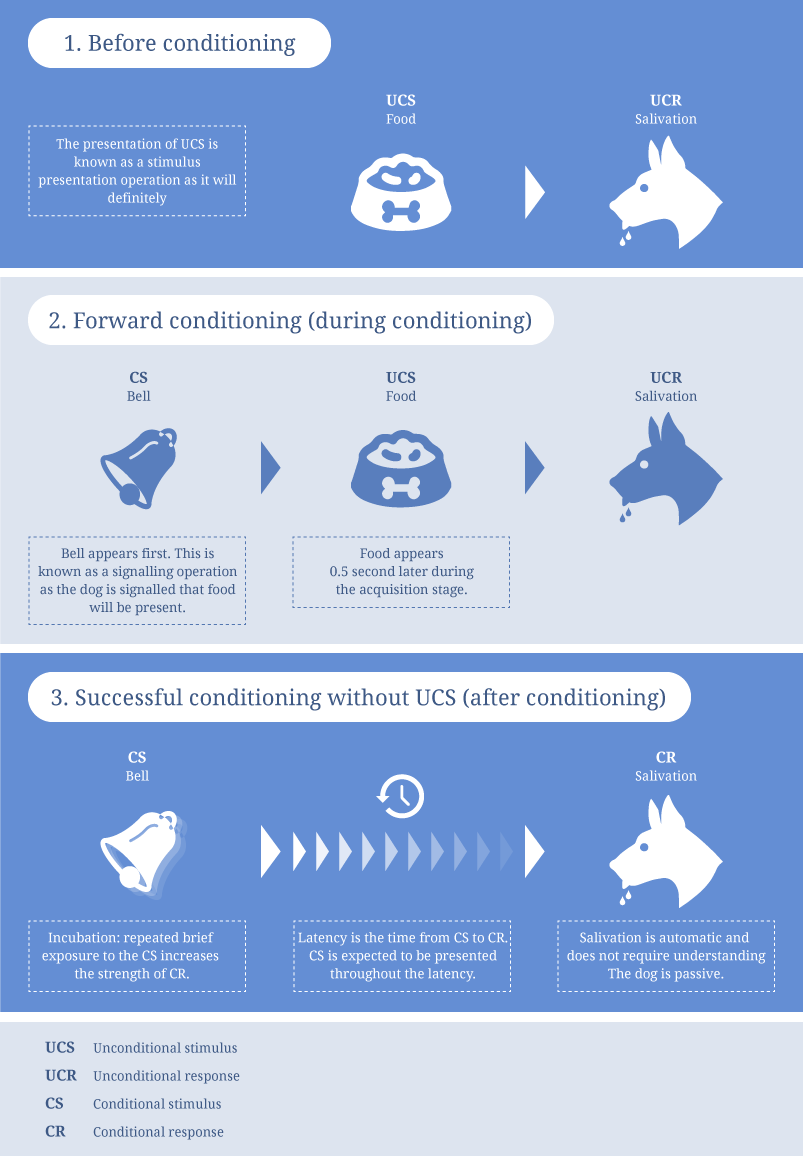 1. Before conditioning
UCS
Food
UCR
Salivation
The presentation of UCS is
known as a stimulus
presentation operation as it will
definitely
2. Forward conditioning (during conditioning)
CS
Bell
UCS
Food
UCR
Salivation
Bell appears first. This is
known as a signalling operation
as the dog is signalled that food
will be present.
Food appears
0.5 second later during
the acquisition stage.
3. Successful conditioning without UCS (after conditioning)
CS
Bell
CR
Salivation
Incubation: repeated brief
exposure to the CS increases
the strength of CR.
Latency is the time from CS to CR.
CS is expected to be presented
throughout the latency.
Salivation is automatic and
does not require understanding
The dog is passive.
UCS Unconditional stimulus
UCR Unconditional response
CS Conditional stimulus
CR Conditional response